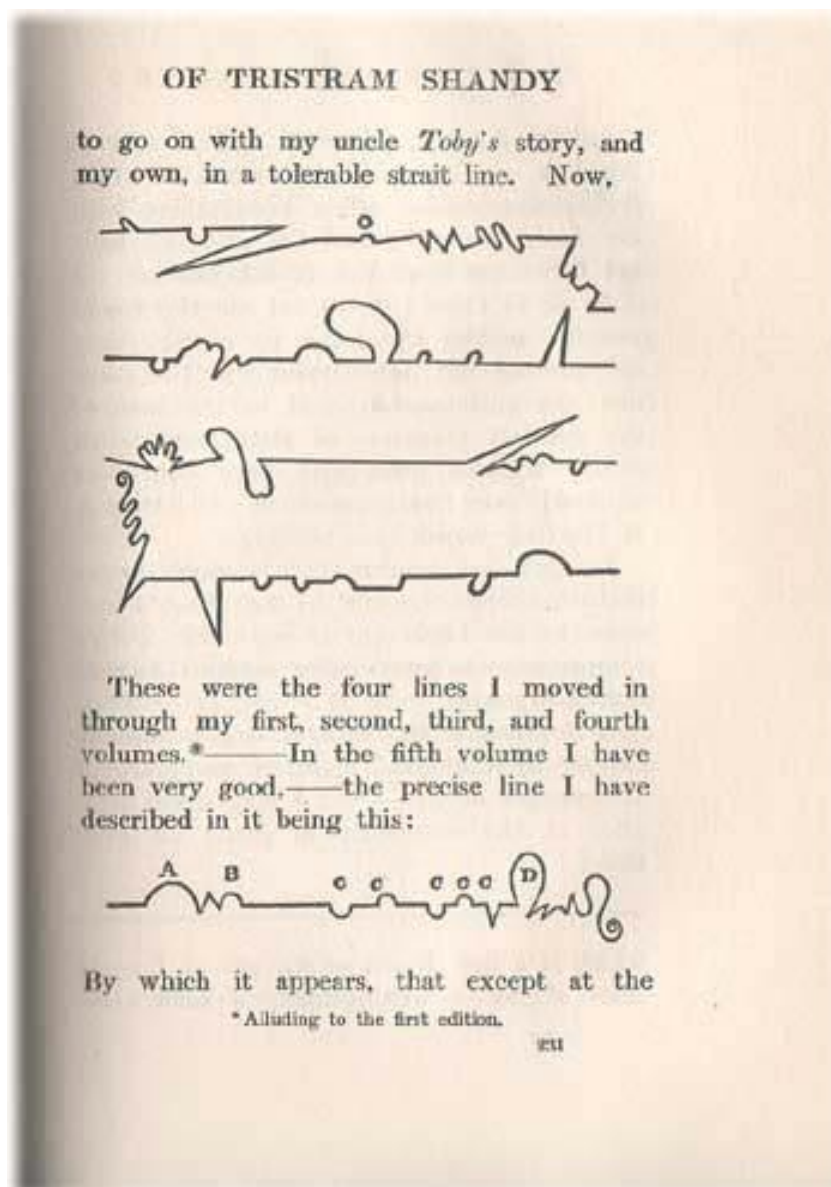 OF TRISTRAM SHANDY
to go on with my uncle Toby's story, and
my own, in a tolerable strait line. Now,
These were the four lines I moved in
through my first, second, third, and fourth
volumes.*——In the fifth volume I have
been very good,——the precise line I have
described in it being this:
A B c c c c c D
By which it appears, that except at the
*Alluding to the first edition.